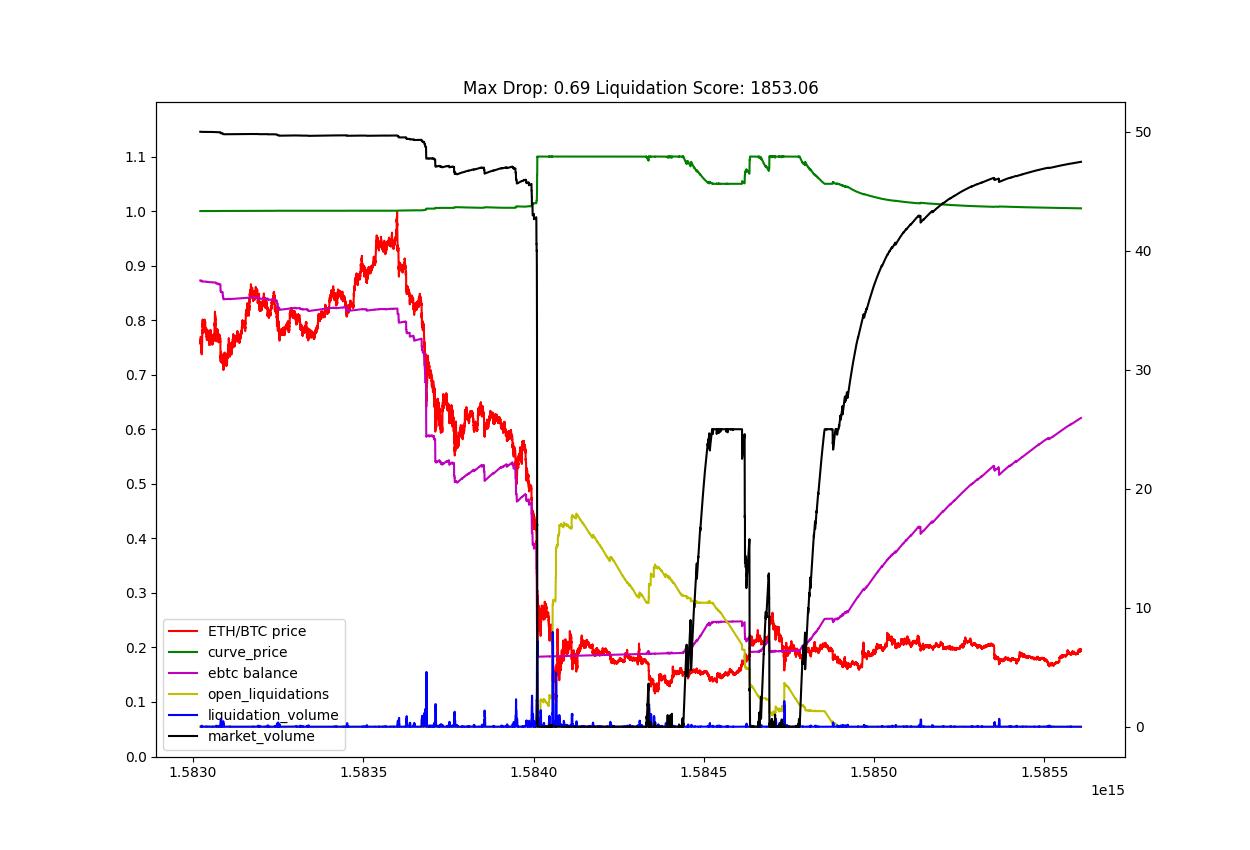 Max Drop: 0.69 Liquidation Score: 1853.06
1.1
1.0
0.9
0.8
0.7
0.6
0.5
0.4
0.3
0.2
0.1
0.0
50
40
30
20
10
0
ETH/BTC price
curve_price
ebtc balance
open_liquidations
liquidation_volume
market_volume
1.5830 1.5835 1.5840 1.5845 1.5850 1.5855
1e15